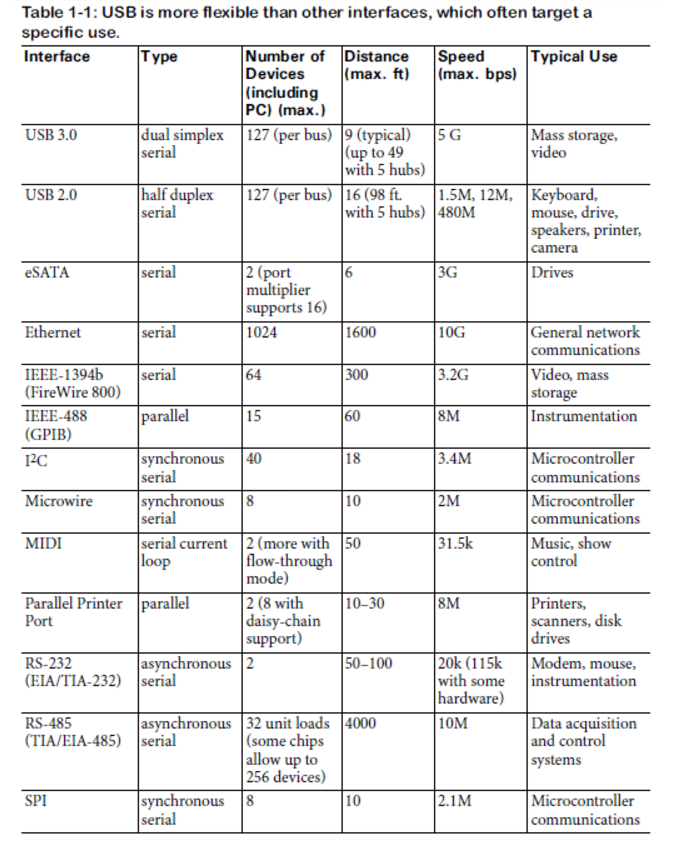 Table 1-1: USB is more flexible than other interfaces, which often target a
specific use.
Interface Type Number of Devices (including PC) (max.) Distance (max. ft) Speed (max. bps) Typical Use
USB 3.0 dual simplex serial 127 (per bus) 9 (typical) (up to 49 with 5 hubs) 5 G Mass storage, video
USB 2.0 half duplex serial 127 (per bus) 16 (98 ft. with 5 hubs) 1.5M, 12M, 480M Keyboard, mouse, drive, speakers, printer, camera
eSATA serial 2 (port multiplier supports 16) 6 3G Drives
Ethernet serial 1024 1600 10G General network communications
IEEE-1394b (FireWire 800) serial 64 300 3.2G Video, mass storage
IEEE-488 (GPIB) parallel 15 60 8M Instrumentation
I²C synchronous serial 40 18 3.4M Microcontroller communications
Microwire synchronous serial 8 10 2M Microcontroller communications
MIDI serial current loop 2 (more with flow-through mode) 50 31.5k Music, show control
Parallel Printer Port parallel 2 (8 with daisy-chain support) 10–30 8M Printers, scanners, disk drives
RS-232 (EIA/TIA-232) asynchronous serial 2 50–100 20k (115k with some hardware) Modem, mouse, instrumentation
RS-485 (TIA/EIA-485) asynchronous serial 32 unit loads (some chips allow up to 256 devices) 4000 10M Data acquisition and control systems
SPI synchronous serial 8 10 2.1M Microcontroller communications